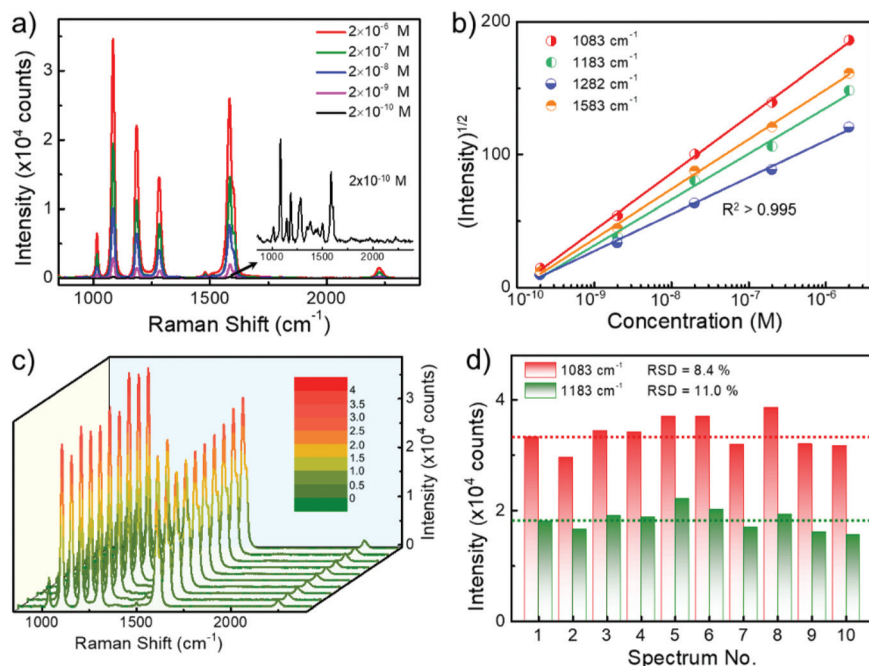 a)
2×10⁻⁶ M
2×10⁻⁷ M
2×10⁻⁸ M
2×10⁻⁹ M
2×10⁻¹⁰ M
2x10⁻¹⁰ M
1000 1500 2000
3
2
1
0
1000 1500 2000
Intensity (x10⁴ counts)
Raman Shift (cm⁻¹)
b)
1083 cm⁻¹
1183 cm⁻¹
1282 cm⁻¹
1583 cm⁻¹
R² > 0.995
200
100
0
10⁻¹⁰ 10⁻⁹ 10⁻⁸ 10⁻⁷ 10⁻⁶
(Intensity)¹ᐟ²
Concentration (M)
c)
4
3.0
2.5
2.0
1.5
1.0
0.5
0
3
2
1
0
Intensity (x10⁴ counts)
1000 1500 2000
Raman Shift (cm⁻¹)
d)
1083 cm⁻¹ RSD = 8.4 %
1183 cm⁻¹ RSD = 11.0 %
4
2
0
Intensity (x10⁴ counts)
1 2 3 4 5 6 7 8 9 10
Spectrum No.